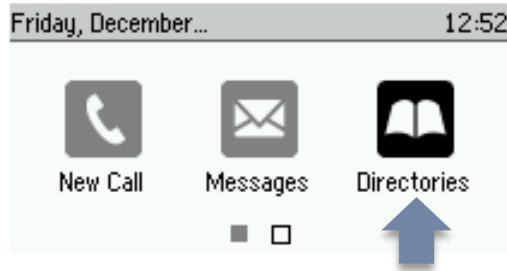 Friday, December... 12:52
New Call Messages Directories